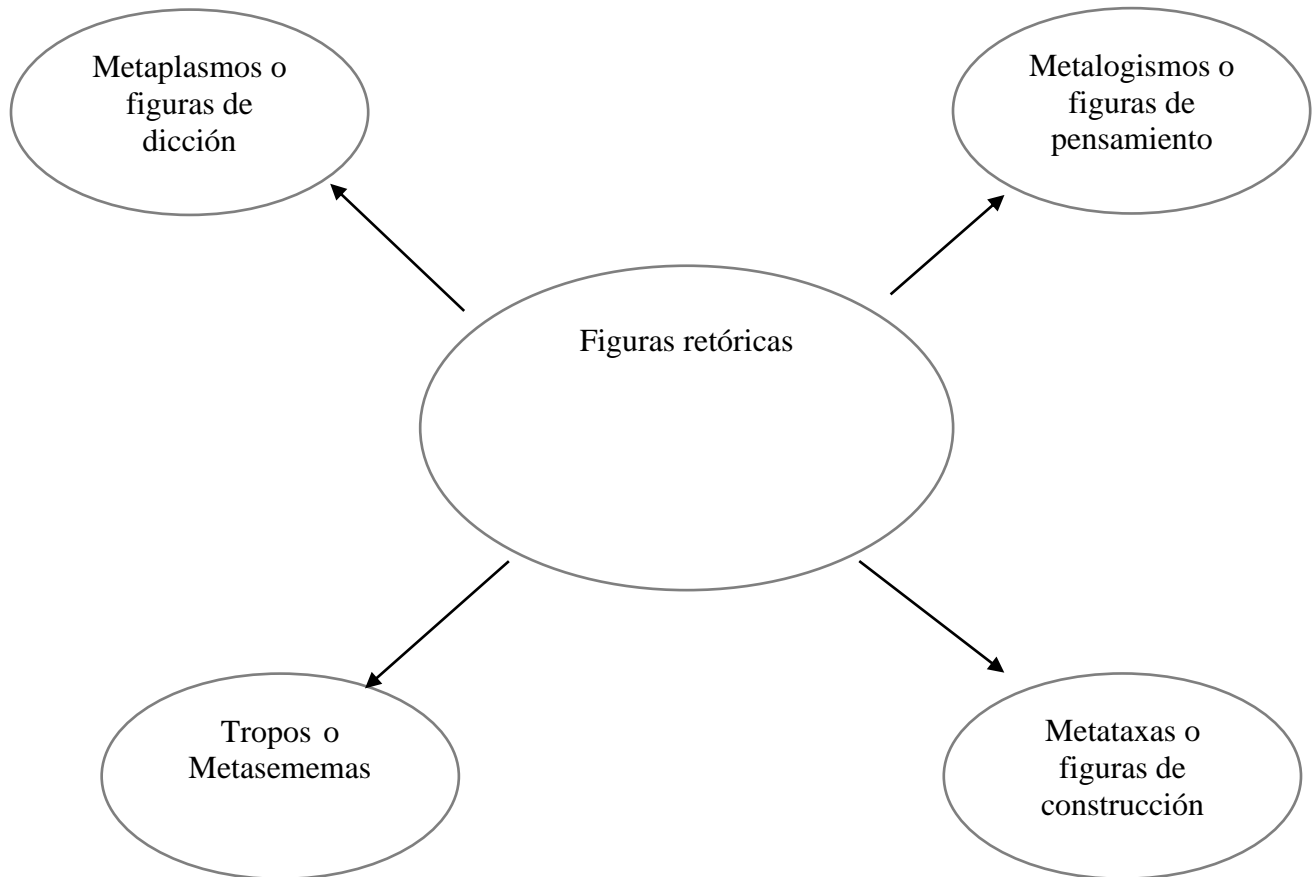 Metaplasmos o
figuras de
dicción
Metalogismos o
figuras de
pensamiento
Figuras retóricas
Tropos o
Metasememas
Metataxas o
figuras de
construcción